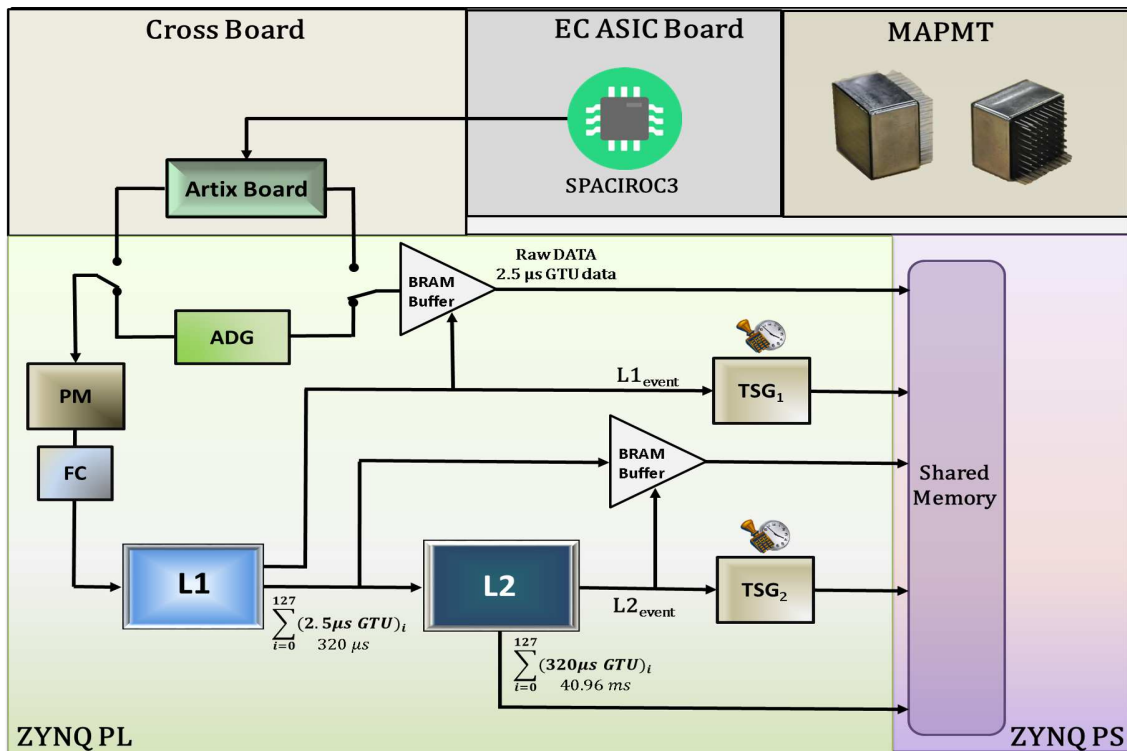 Cross Board
EC ASIC Board
MAPMT
SPACIROC3
Artix Board
Raw DATA
2.5 μs GTU data
BRAM
Buffer
ADG
PM
L1event
TSG1
FC
BRAM
Buffer
Shared
Memory
L1
L2
L2event
TSG2
127
∑(2.5μs GTU)i
i=0
320 μs
127
∑(320μs GTU)i
i=0
40.96 ms
ZYNQ PL
ZYNQ PS